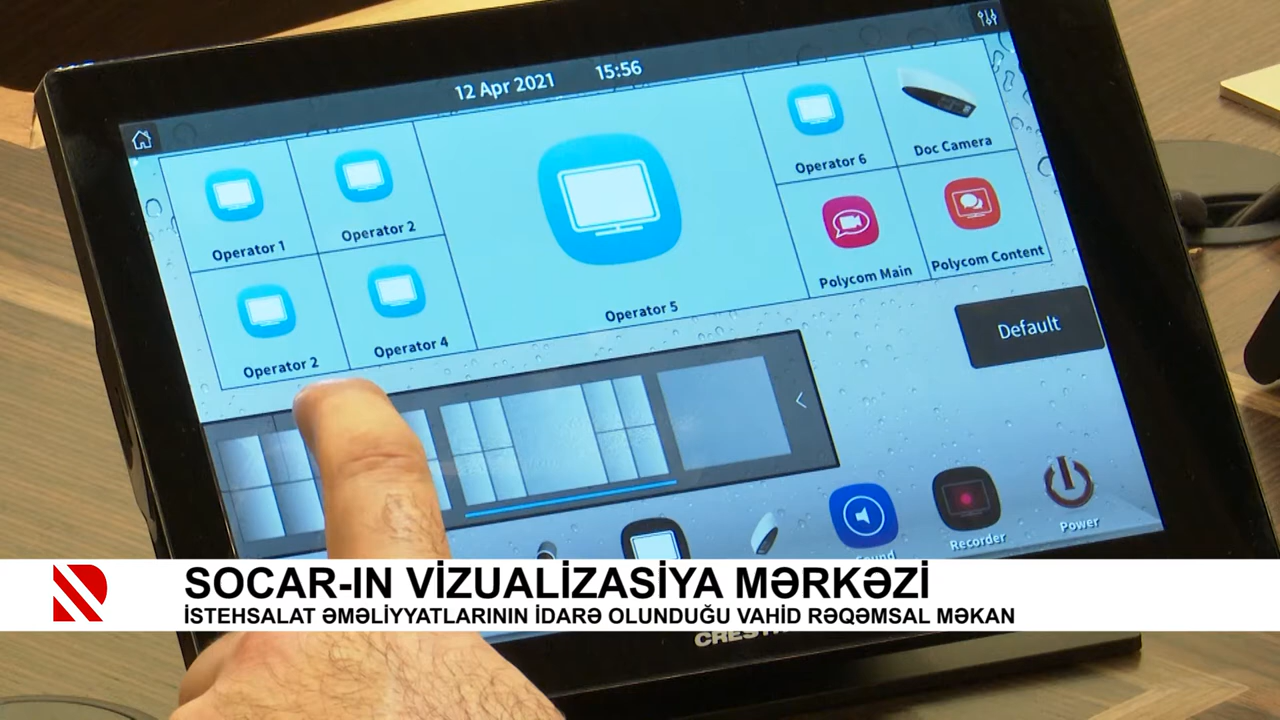 12 Apr 2021 15:56
Operator 1
Operator 2
Operator 2
Operator 4
Operator 5
Operator 6
Doc Camera
Polycom Main
Polycom Content
Default
Sound
Recorder
Power
SOCAR-IN VİZUALİZASİYA MƏRKƏZİ
İSTEHSALAT ƏMƏLİYYATLARININ İDARƏ OLUNDUĞU VAHİD RƏQƏMSAL MƏKAN